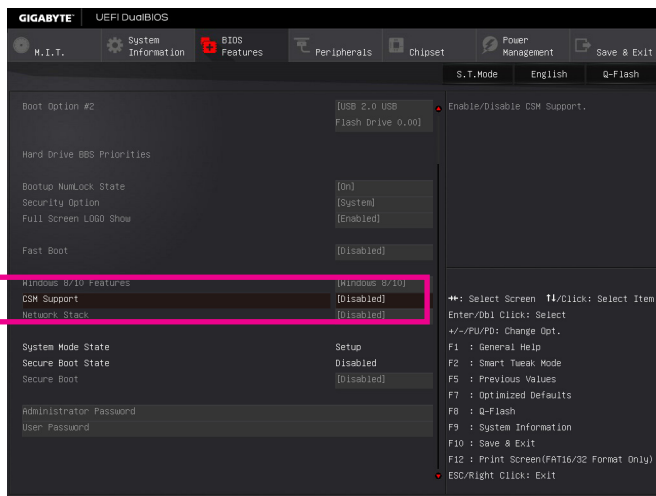 GIGABYTE™ UEFI DualBIOS
M.I.T. System Information BIOS Features Peripherals Chipset Power Management Save & Exit
S.T.Mode English Q-Flash
Boot Option #2 [USB 2.0 USB Flash Drive 0.00]
Enable/Disable CSM Support.
Hard Drive BBS Priorities
Bootup NumLock State [On]
Security Option [System]
Full Screen LOGO Show [Enabled]
Fast Boot [Disabled]
Windows 8/10 Features [Windows 8/10]
CSM Support [Disabled]
Network Stack [Disabled]
System Mode State Setup
Secure Boot State Disabled
Secure Boot [Disabled]
Administrator Password
User Password
→←: Select Screen ↑↓/Click: Select Item
Enter/Dbl Click: Select
+/-/PU/PD: Change Opt.
F1 : General Help
F2 : Smart Tweak Mode
F5 : Previous Values
F7 : Optimized Defaults
F8 : Q-Flash
F9 : System Information
F10 : Save & Exit
F12 : Print Screen(FAT16/32 Format Only)
ESC/Right Click: Exit